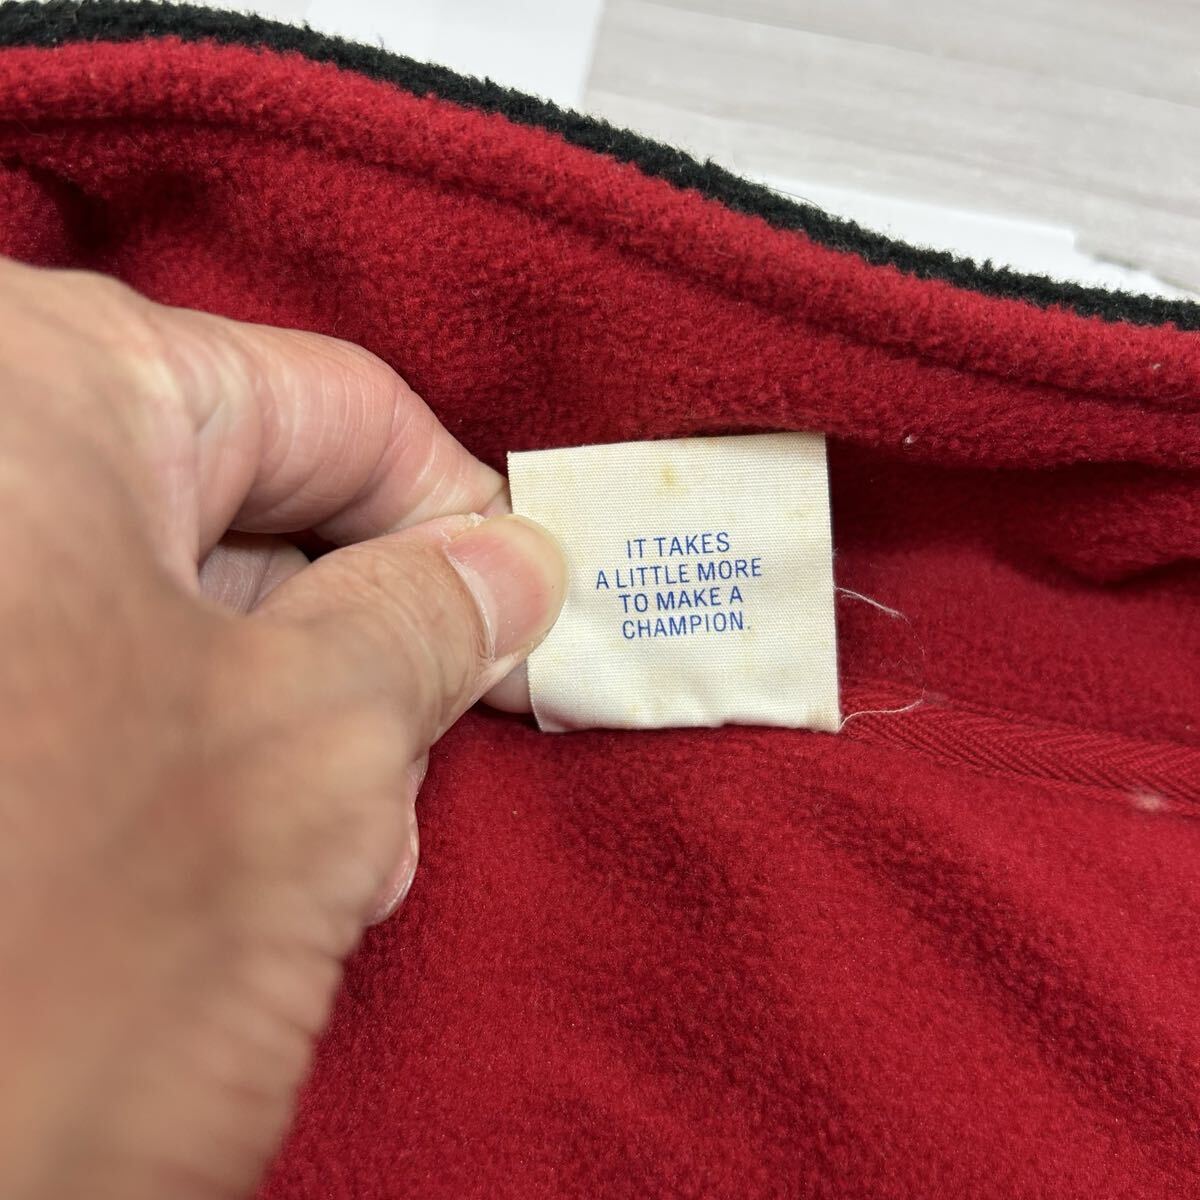 IT TAKES
A LITTLE MORE
TO MAKE A
CHAMPION.